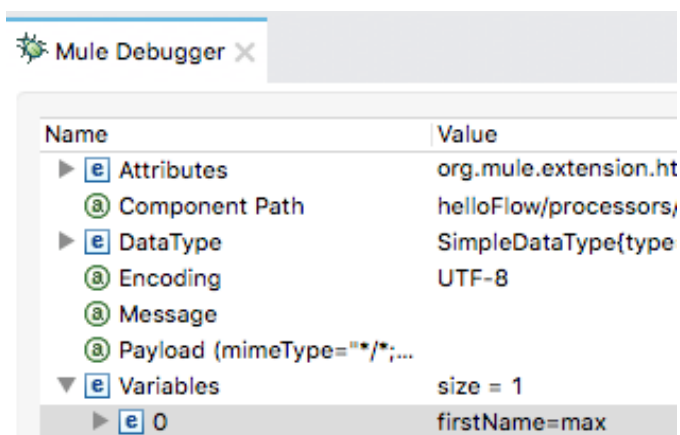 Mule Debugger
Name Value
e Attributes org.mule.extension.ht
a Component Path helloFlow/processors/
e DataType SimpleDataType{type=
a Encoding UTF-8
a Message
a Payload (mimeType="*/*;...
e Variables size = 1
e 0 firstName=max